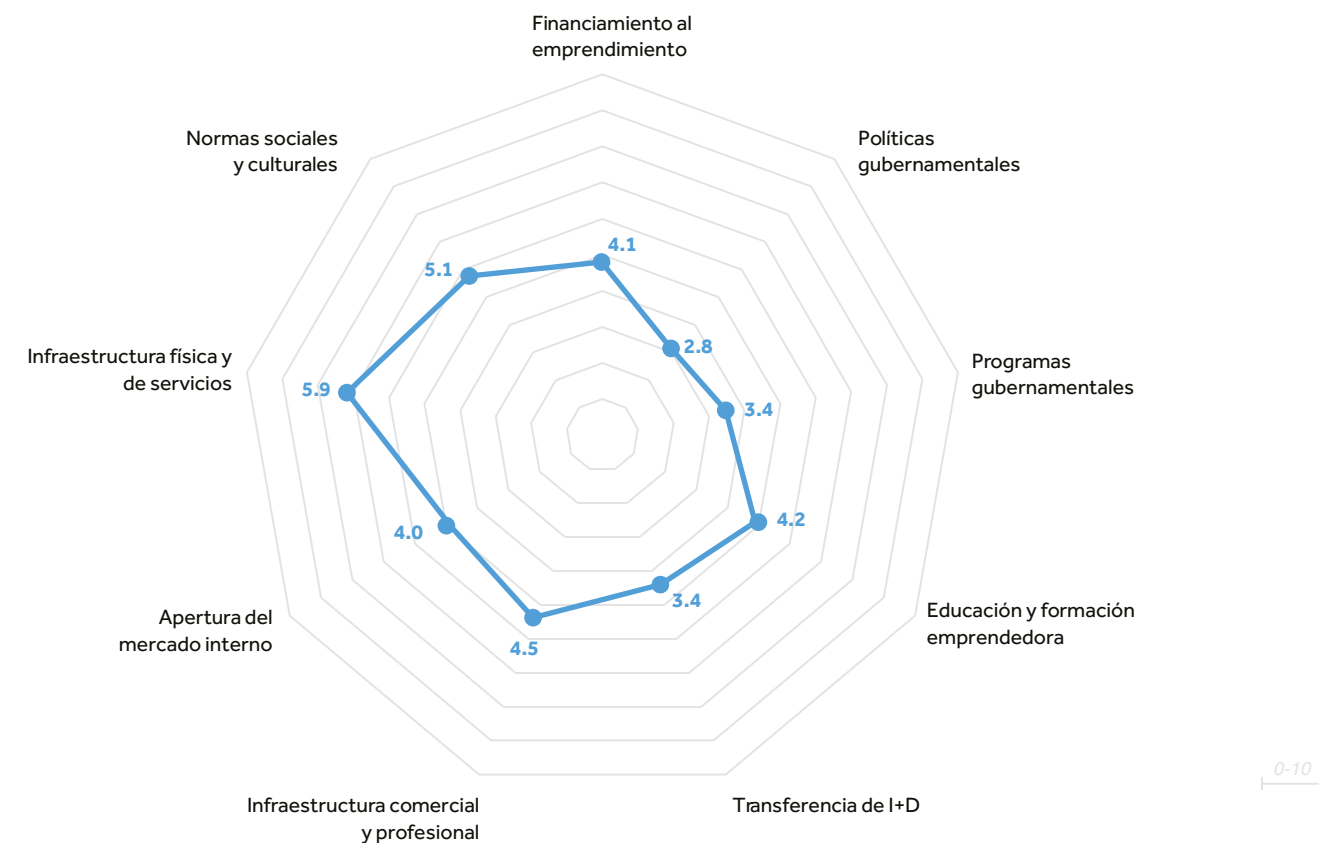 Financiamiento al
emprendimiento
Normas sociales
y culturales
Políticas
gubernamentales
4.1
5.1
2.8
Infraestructura física y
de servicios
5.9
Programas
gubernamentales
3.4
4.2
4.0
3.4
4.5
Apertura del
mercado interno
Educación y formación
emprendedora
0-10
Infraestructura comercial
y profesional
Transferencia de I+D